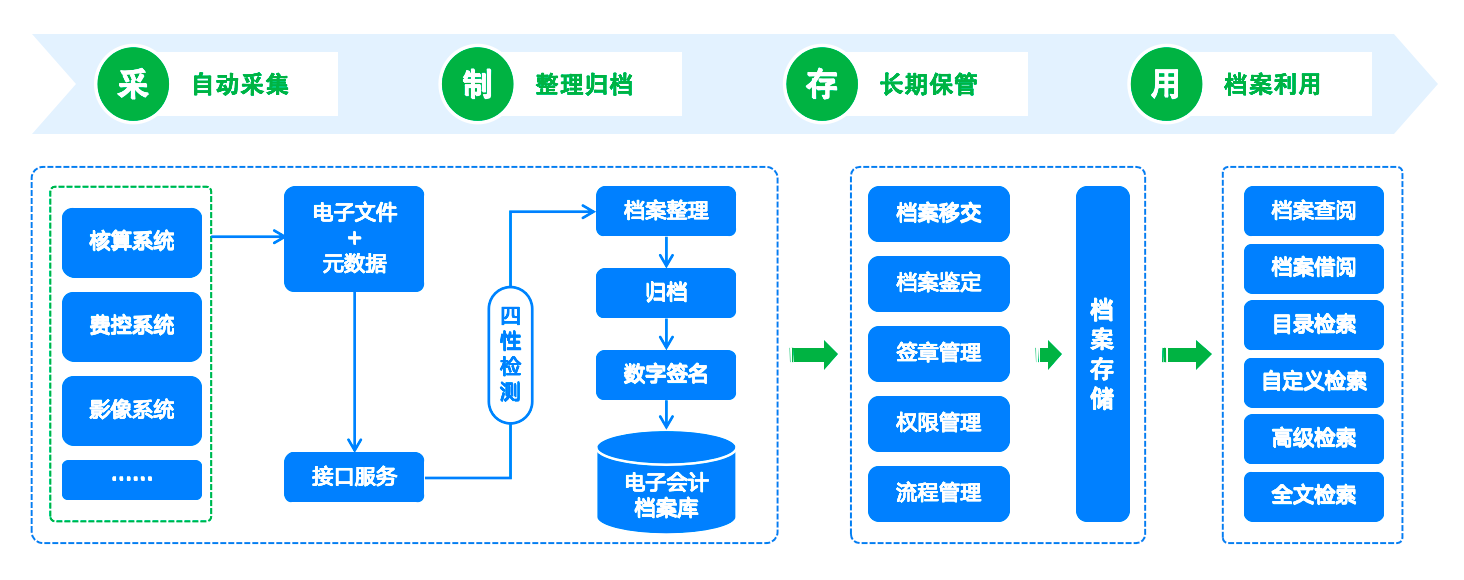 采
自动采集
制
整理归档
存
长期保管
用
档案利用
核算系统
费控系统
影像系统
······
电子文件
+
元数据
接口服务
四
性
检
测
档案整理
归档
数字签名
电子会计
档案库
档案移交
档案鉴定
签章管理
权限管理
流程管理
档
案
存
储
档案查阅
档案借阅
目录检索
自定义检索
高级检索
全文检索